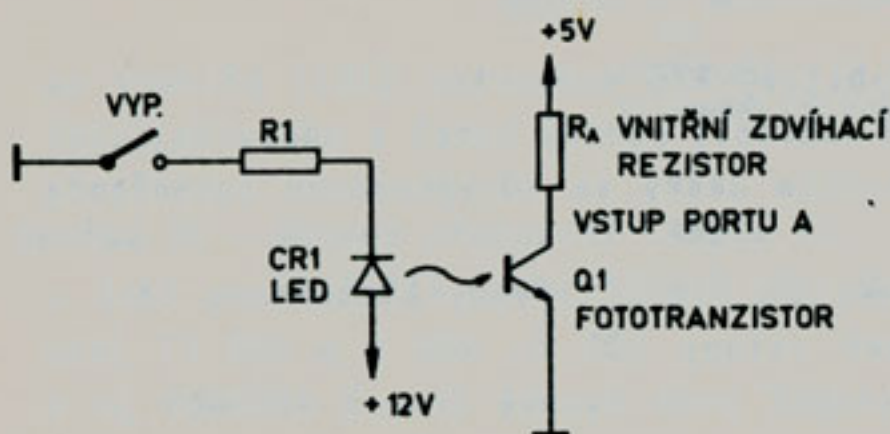 +5V
VYP.
R1
RA VNITŘNÍ ZDVÍHACÍ
REZISTOR
VSTUP PORTU A
CR1
LED
Q1
FOTOTRANZISTOR
+12V